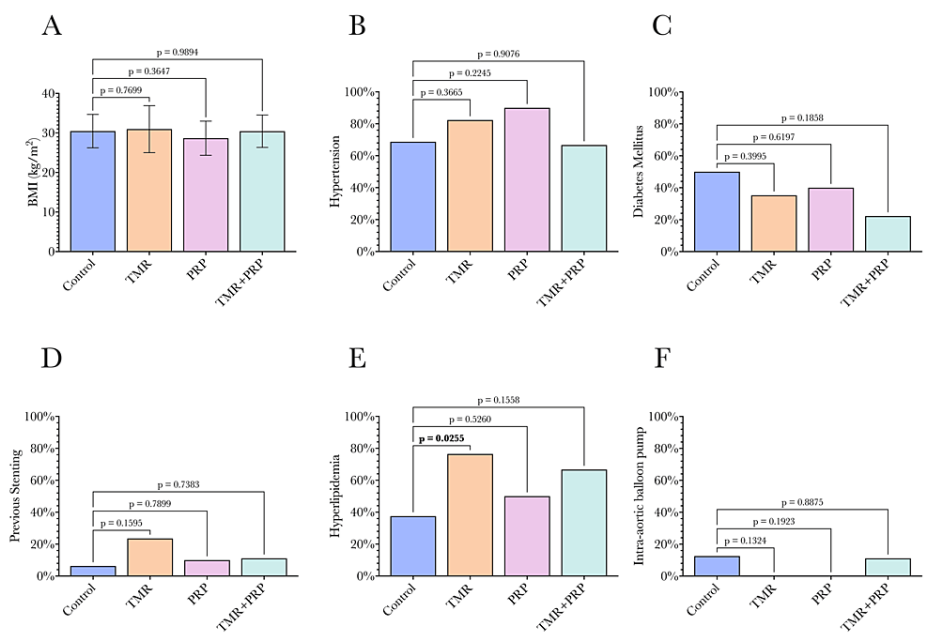 A
p = 0.9894
p = 0.3647
p = 0.7699
40
30
20
10
0
BMI (kg/m²)
Control
TMR
PRP
TMR+PRP
B
p = 0.9076
p = 0.2245
p = 0.3665
100%
80%
60%
40%
20%
0%
Hypertension
Control
TMR
PRP
TMR+PRP
C
p = 0.1858
p = 0.6197
p = 0.3995
100%
80%
60%
40%
20%
0%
Diabetes Mellitus
Control
TMR
PRP
TMR+PRP
D
p = 0.7383
p = 0.7899
p = 0.1595
100%
80%
60%
40%
20%
0%
Previous Stenting
Control
TMR
PRP
TMR+PRP
E
p = 0.1558
p = 0.5260
p = 0.0255
100%
80%
60%
40%
20%
0%
Hyperlipidemia
Control
TMR
PRP
TMR+PRP
F
p = 0.8875
p = 0.1923
p = 0.1324
100%
80%
60%
40%
20%
0%
Intra-aortic balloon pump
Control
TMR
PRP
TMR+PRP